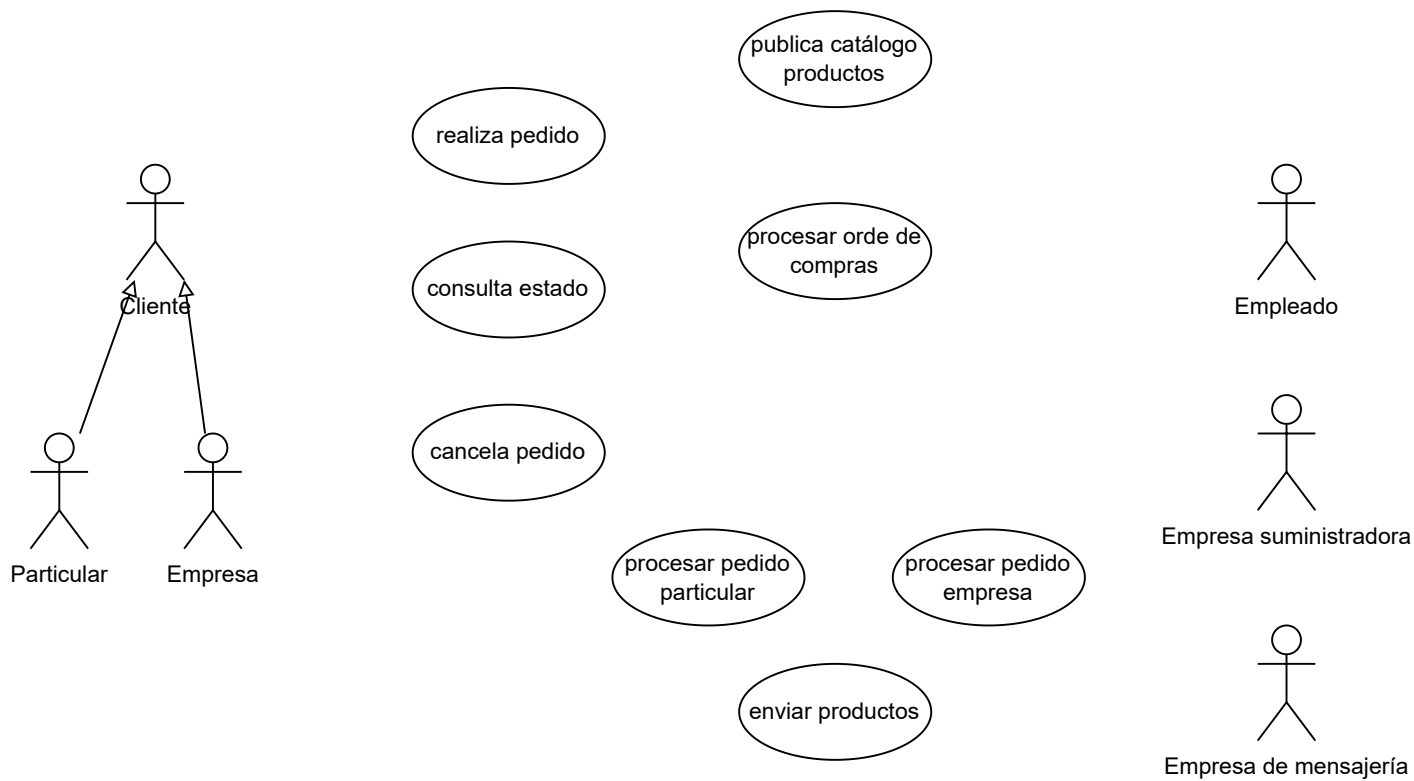 publica catálogo
productos
realiza pedido
procesar orde de
compras
consulta estado
Cliente
Empleado
cancela pedido
Empresa suministradora
procesar pedido
particular
procesar pedido
empresa
Particular
Empresa
enviar productos
Empresa de mensajería